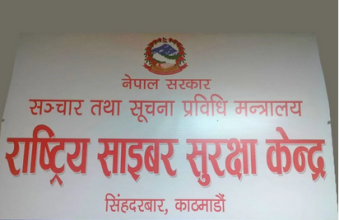 नेपाल सरकार
सञ्चार तथा सूचना प्रविधि मन्त्रालय
राष्ट्रिय साइबर सुरक्षा केन्द्र
सिंहदरबार, काठमाडौं